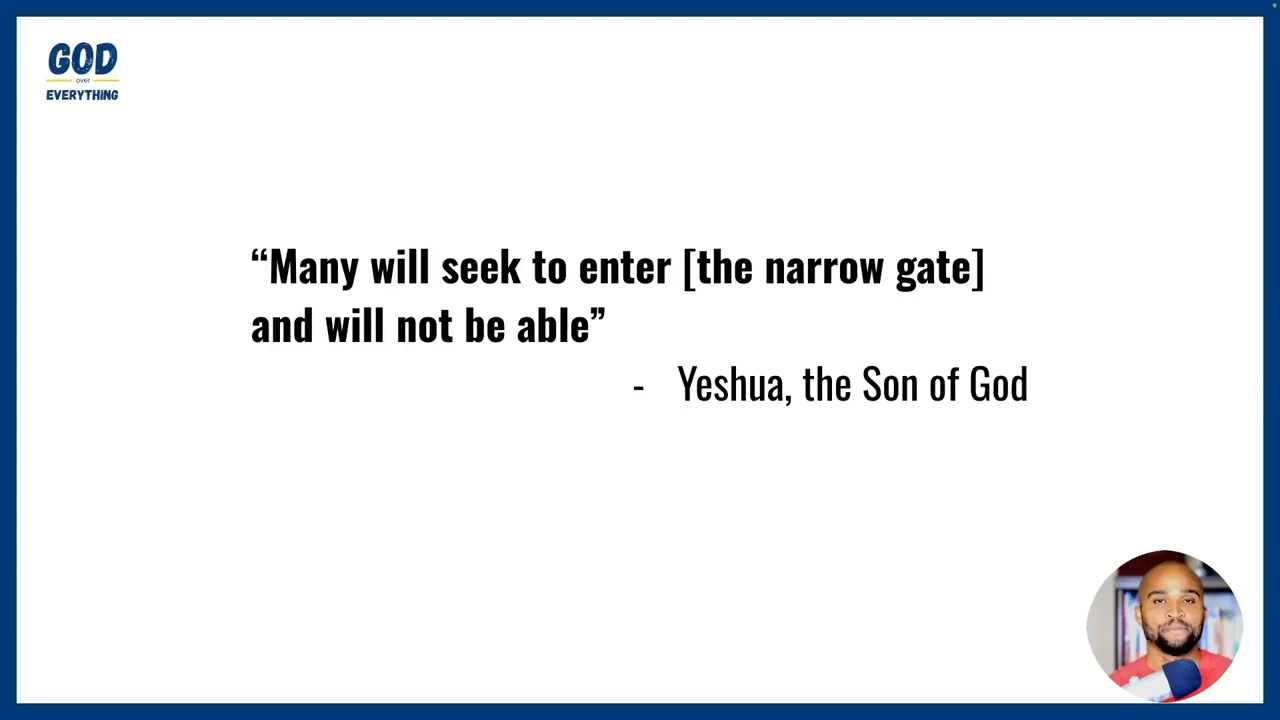 GOD
over
EVERYTHING
“Many will seek to enter [the narrow gate]
and will not be able”
- Yeshua, the Son of God